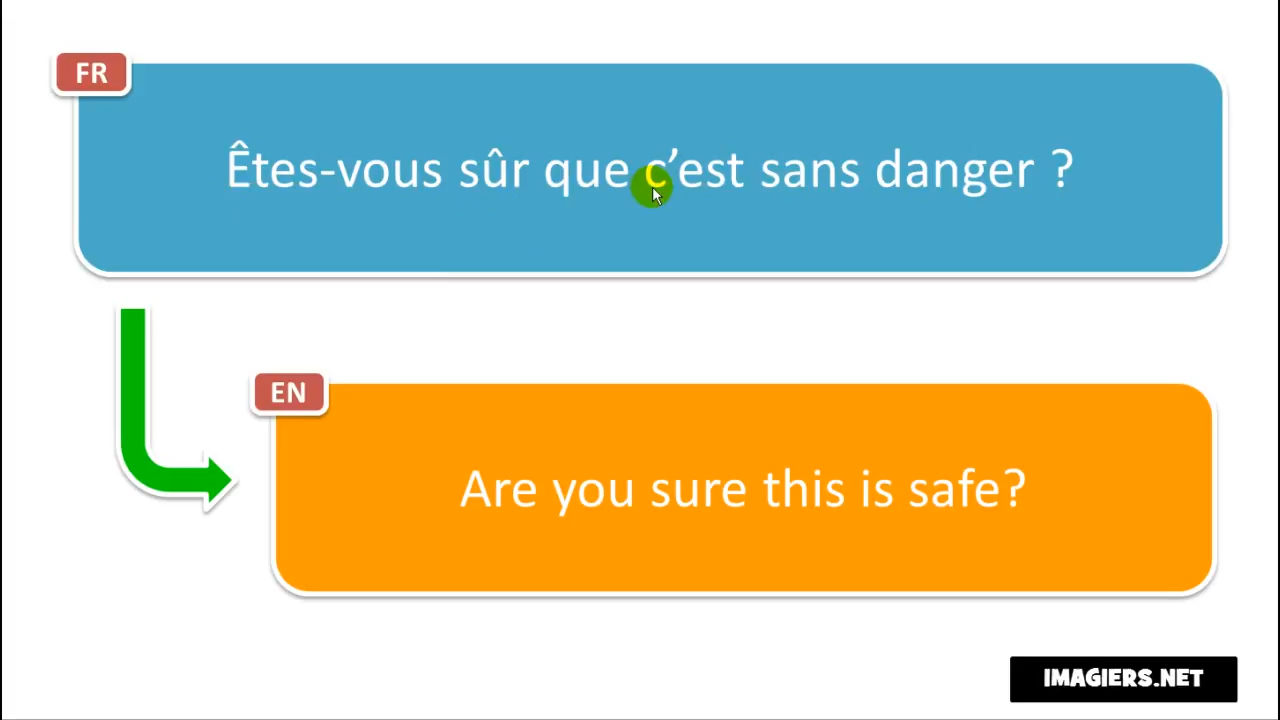 FR
Êtes-vous sûr que c’est sans danger ?
EN
Are you sure this is safe?
IMAGIERS.NET